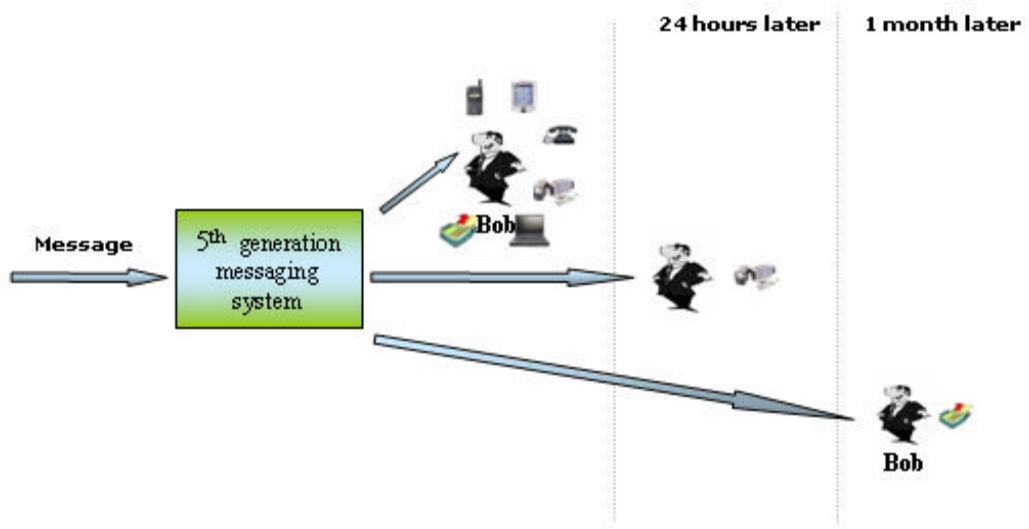 24 hours later
1 month later
Bob
Message
5th generation
messaging
system
Bob